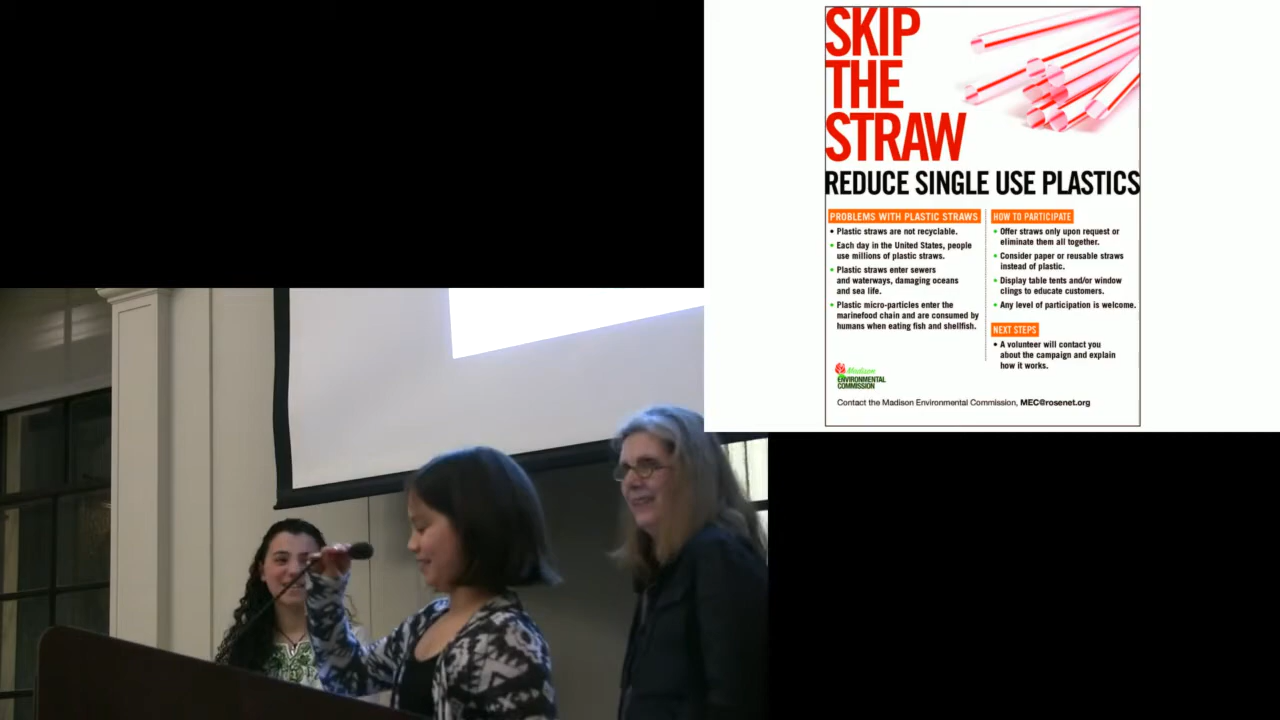 SKIP
THE
STRAW
REDUCE SINGLE USE PLASTICS
PROBLEMS WITH PLASTIC STRAWS
• Plastic straws are not recyclable.
• Each day in the United States, people
use millions of plastic straws.
• Plastic straws enter sewers
and waterways, damaging oceans
and sea life.
• Plastic micro-particles enter the
marinefood chain and are consumed by
humans when eating fish and shellfish.
HOW TO PARTICIPATE
• Offer straws only upon request or
eliminate them all together.
• Consider paper or reusable straws
instead of plastic.
• Display table tents and/or window
clings to educate customers.
• Any level of participation is welcome.
NEXT STEPS
• A volunteer will contact you
about the campaign and explain
how it works.
Madison
ENVIRONMENTAL
COMMISSION
Contact the Madison Environmental Commission, MEC@rosenet.org